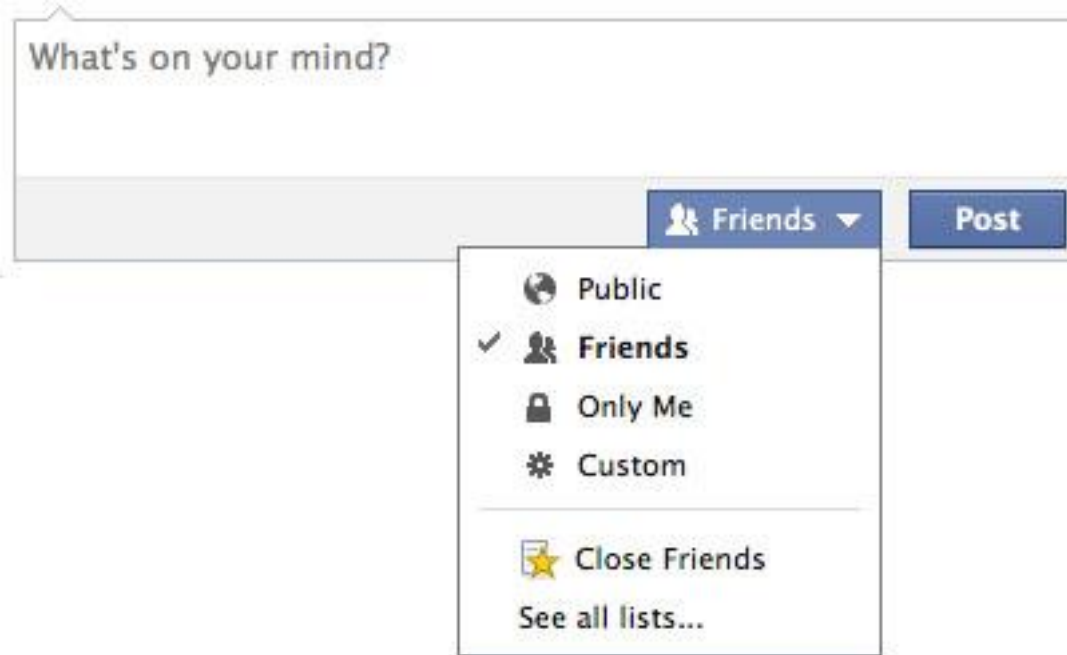 What's on your mind?
Friends
Post
Public
Friends
Only Me
Custom
Close Friends
See all lists...